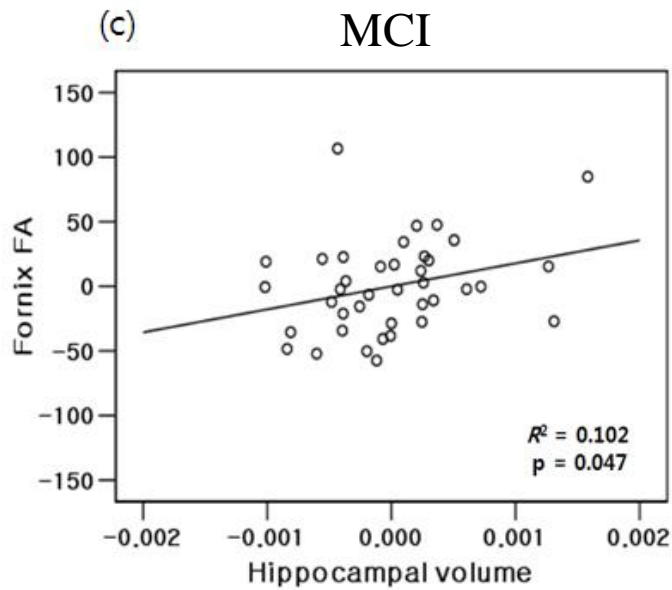 (c) MCI
150
100
50
0
−50
−100
−150
Fornix FA
R² = 0.102
p = 0.047
−0.002 −0.001 0.000 0.001 0.002
Hippocampal volume